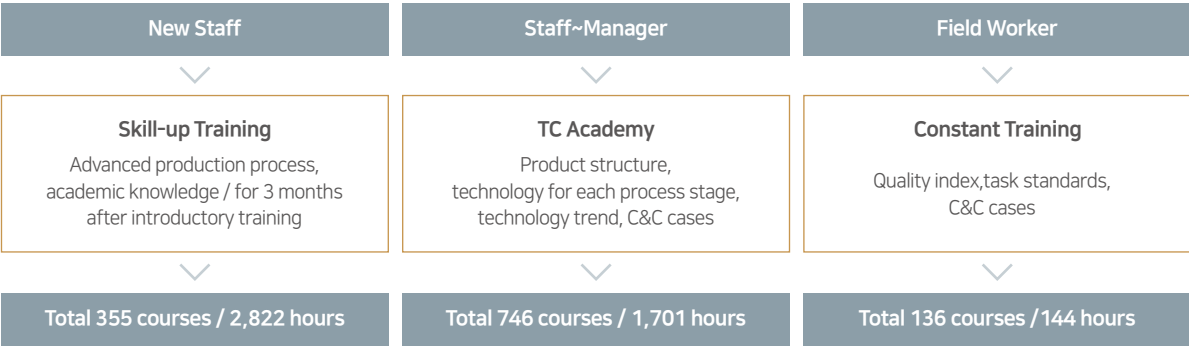 New Staff
Skill-up Training
Advanced production process,
academic knowledge / for 3 months
after introductory training
Total 355 courses / 2,822 hours
Staff~Manager
TC Academy
Product structure,
technology for each process stage,
technology trend, C&C cases
Total 746 courses / 1,701 hours
Field Worker
Constant Training
Quality index,task standards,
C&C cases
Total 136 courses /144 hours